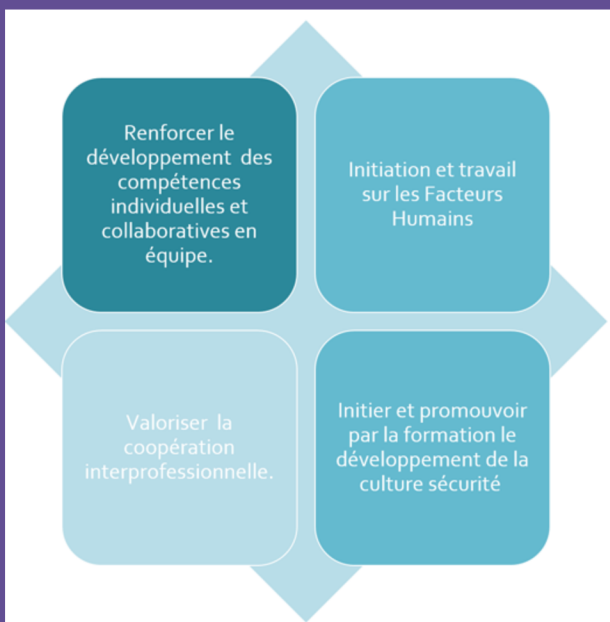 Renforcer le
développement des
compétences
individuelles et
collaboratives en
équipe.
Initiation et travail
sur les Facteurs
Humains
Valoriser la
coopération
interprofessionnelle.
Initier et promouvoir
par la formation le
développement de la
culture sécurité